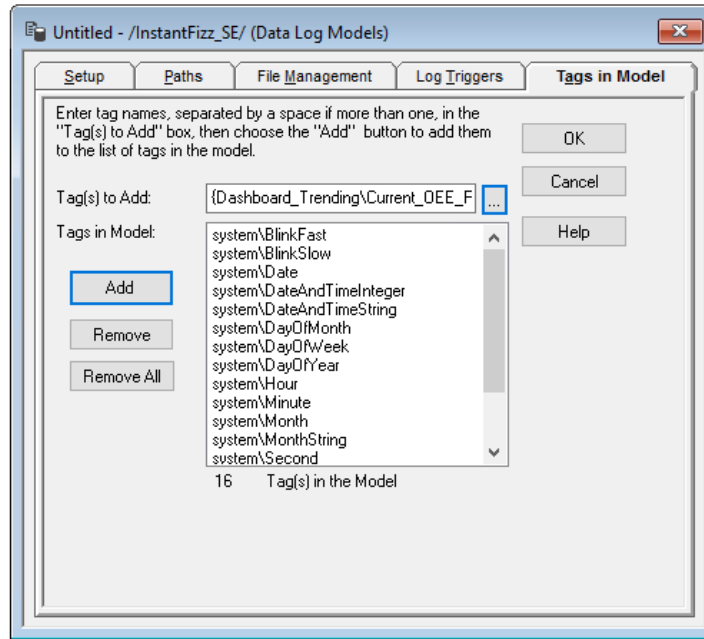 Untitled - /InstantFizz_SE/ (Data Log Models)
Setup
Paths
File Management
Log Triggers
Tags in Model
Enter tag names, separated by a space if more than one, in the
"Tag(s) to Add" box, then choose the "Add" button to add them
to the list of tags in the model.
OK
Cancel
Help
Tag(s) to Add:
{Dashboard_Trending\Current_OEE_F
...
Tags in Model:
system\BlinkFast
system\BlinkSlow
system\Date
system\DateAndTimeInteger
system\DateAndTimeString
system\DayOfMonth
system\DayOfWeek
system\DayOfYear
system\Hour
system\Minute
system\Month
system\MonthString
system\Second
Add
Remove
Remove All
16 Tag(s) in the Model